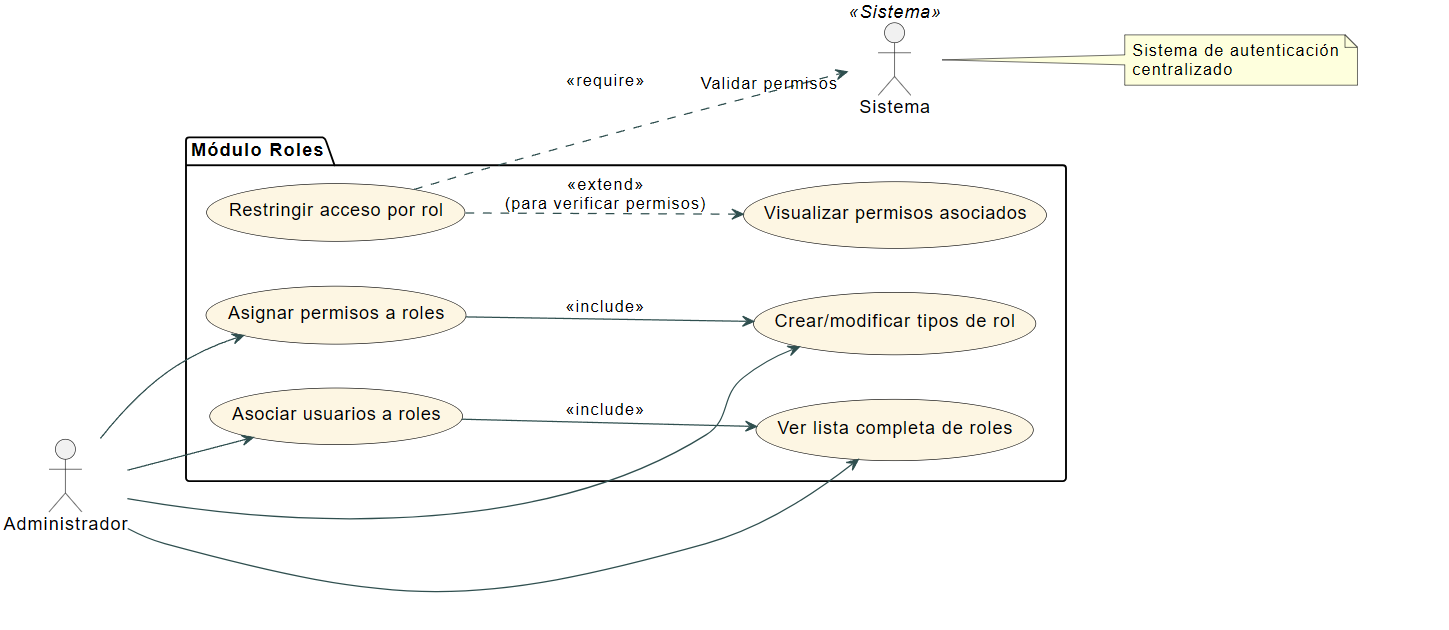 «Sistema»
Sistema de autenticación
centralizado
«require»
Validar permisos
Sistema
Módulo Roles
«extend»
(para verificar permisos)
Restringir acceso por rol
Visualizar permisos asociados
«include»
Asignar permisos a roles
Crear/modificar tipos de rol
«include»
Asociar usuarios a roles
Ver lista completa de roles
Administrador